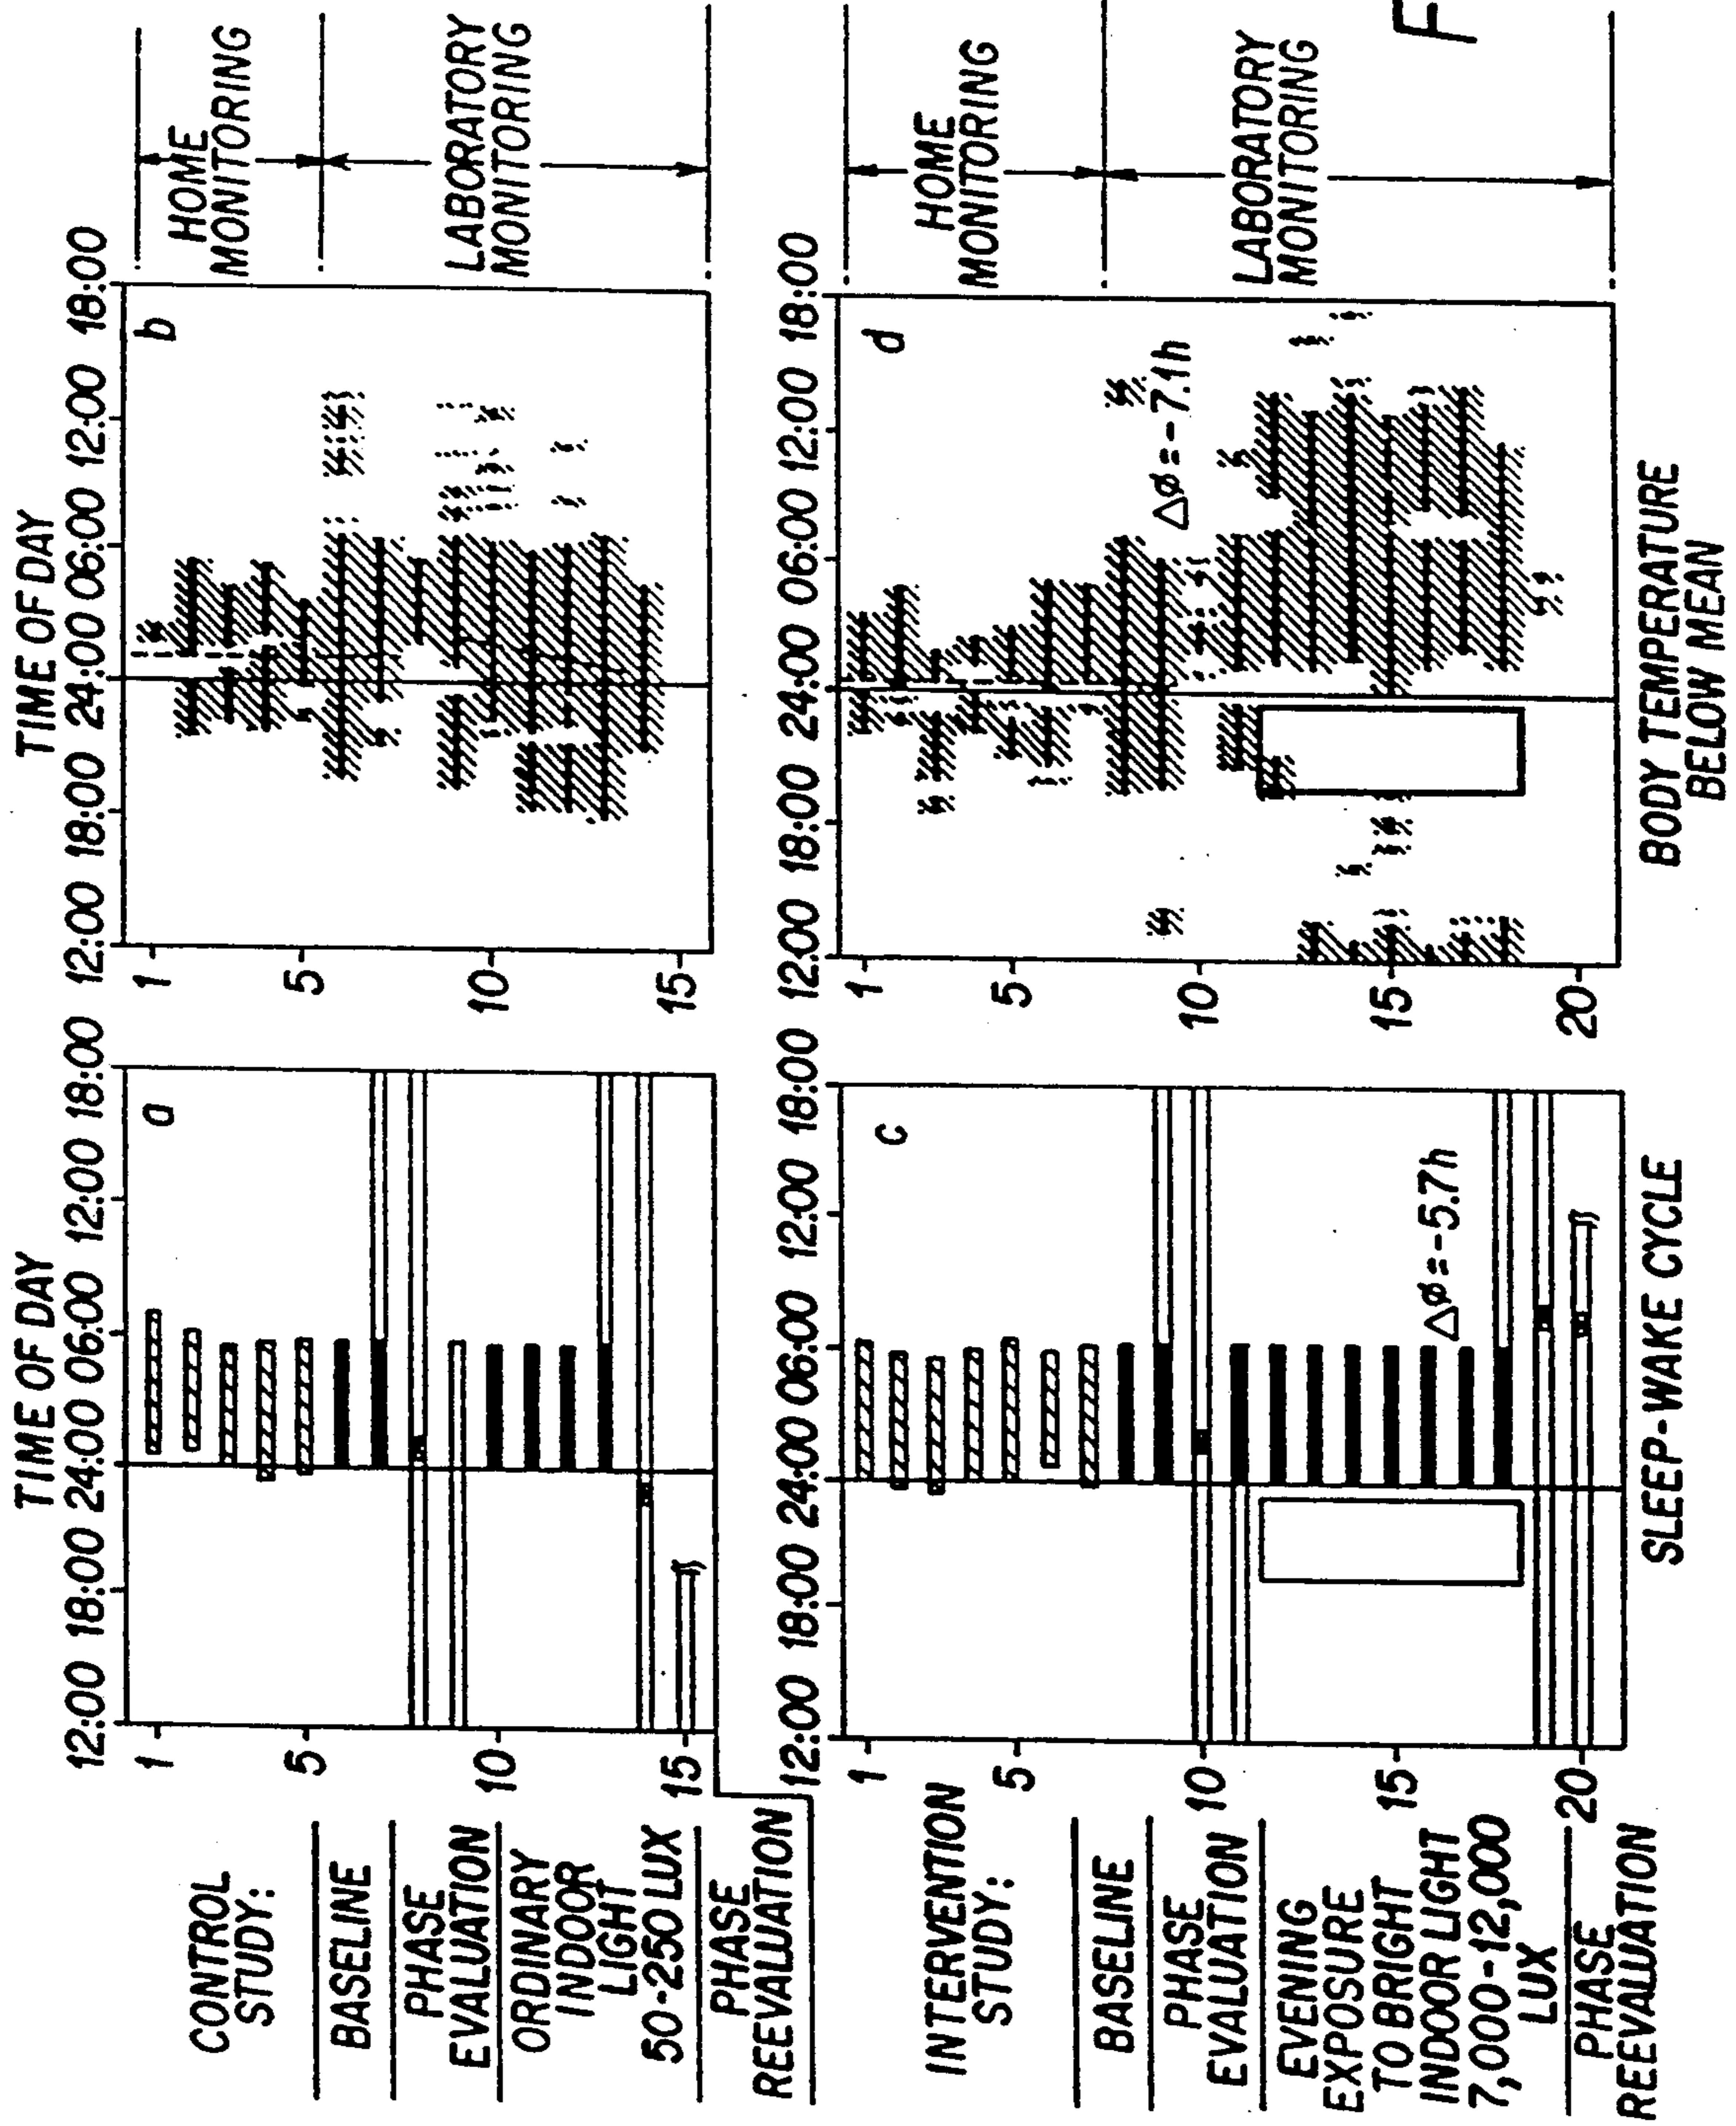 TIME OF DAY
TIME OF DAY
12:00 18:00 24:00 06:00 12:00 18:00
12:00 18:00 24:00 06:00 12:00 18:00
CONTROL
STUDY:
BASELINE
PHASE
EVALUATION
ORDINARY
INDOOR
LIGHT
50-250 LUX
PHASE
REEVALUATION
1
5
10
15
a
1
5
10
15
b
HOME
MONITORING
LABORATORY
MONITORING
12:00 18:00 24:00 06:00 12:00 18:00
12:00 18:00 24:00 06:00 12:00 18:00
INTERVENTION
STUDY:
BASELINE
PHASE
EVALUATION
EVENING
EXPOSURE
TO BRIGHT
INDOOR LIGHT
7,000-12,000
LUX
PHASE
REEVALUATION
1
5
10
15
20
c
Δø=-5.7h
1
5
10
15
20
d
Δø=-7.1h
HOME
MONITORING
LABORATORY
MONITORING
SLEEP-WAKE CYCLE
BODY TEMPERATURE
BELOW MEAN
F